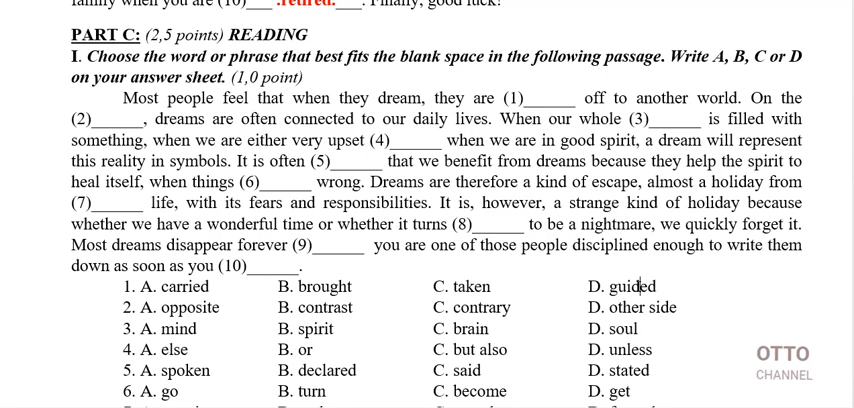 family when you are (10)___ .retired.___. Finally, good luck!
PART C: (2,5 points) READING
I. Choose the word or phrase that best fits the blank space in the following passage. Write A, B, C or D
on your answer sheet. (1,0 point)
Most people feel that when they dream, they are (1)______ off to another world. On the
(2)______, dreams are often connected to our daily lives. When our whole (3)______ is filled with
something, when we are either very upset (4)______ when we are in good spirit, a dream will represent
this reality in symbols. It is often (5)______ that we benefit from dreams because they help the spirit to
heal itself, when things (6)______ wrong. Dreams are therefore a kind of escape, almost a holiday from
(7)______ life, with its fears and responsibilities. It is, however, a strange kind of holiday because
whether we have a wonderful time or whether it turns (8)______ to be a nightmare, we quickly forget it.
Most dreams disappear forever (9)______ you are one of those people disciplined enough to write them
down as soon as you (10)______.
1. A. carried B. brought C. taken D. guided
2. A. opposite B. contrast C. contrary D. other side
3. A. mind B. spirit C. brain D. soul
4. A. else B. or C. but also D. unless
5. A. spoken B. declared C. said D. stated
6. A. go B. turn C. become D. get
OTTO
CHANNEL